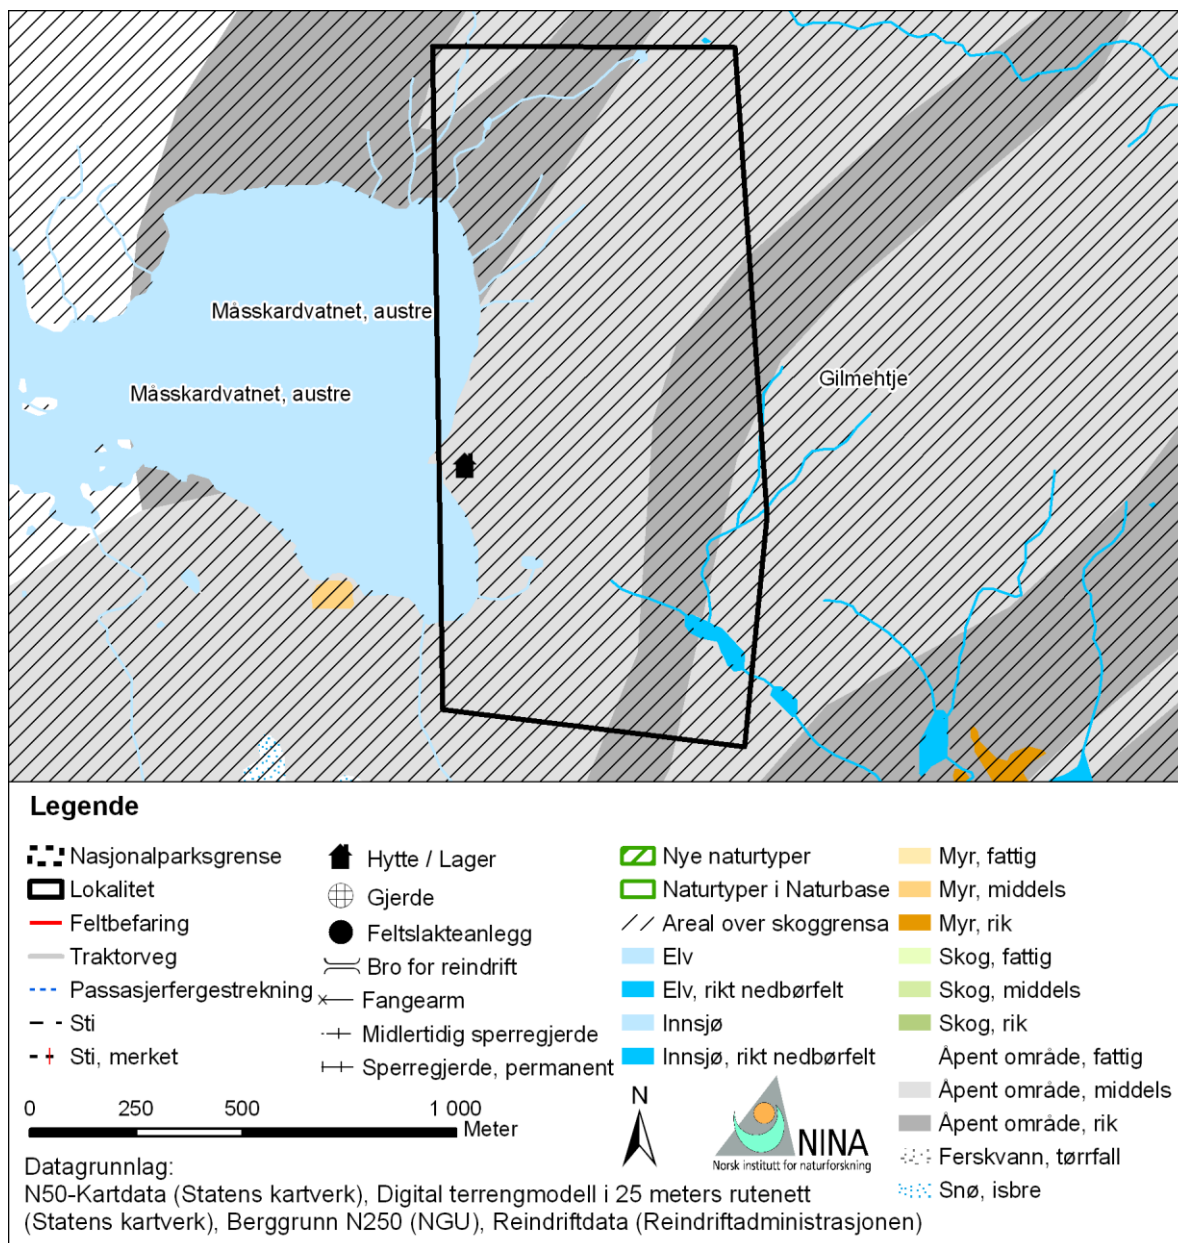 Måsskardvatnet, austre
Måsskardvatnet, austre
Gilmehtje
Legende
Nasjonalparksgrense
Lokalitet
Feltbefaring
Traktorveg
Passasjerfergestrekning
Sti
Sti, merket
Hytte / Lager
Gjerde
Feltslakteanlegg
Bro for reindrift
Fangearm
Midlertidig sperregjerde
Sperregjerde, permanent
Nye naturtyper
Naturtyper i Naturbase
Areal over skoggrensa
Elv
Elv, rikt nedbørfelt
Innsjø
Innsjø, rikt nedbørfelt
Myr, fattig
Myr, middels
Myr, rik
Skog, fattig
Skog, middels
Skog, rik
Åpent område, fattig
Åpent område, middels
Åpent område, rik
Ferskvann, tørrfall
Snø, isbre
0 250 500 1 000
Meter
N
NINA
Norsk institutt for naturforskning
Datagrunnlag:
N50-Kartdata (Statens kartverk), Digital terrengmodell i 25 meters rutenett
(Statens kartverk), Berggrunn N250 (NGU), Reindriftdata (Reindriftadministrasjonen)